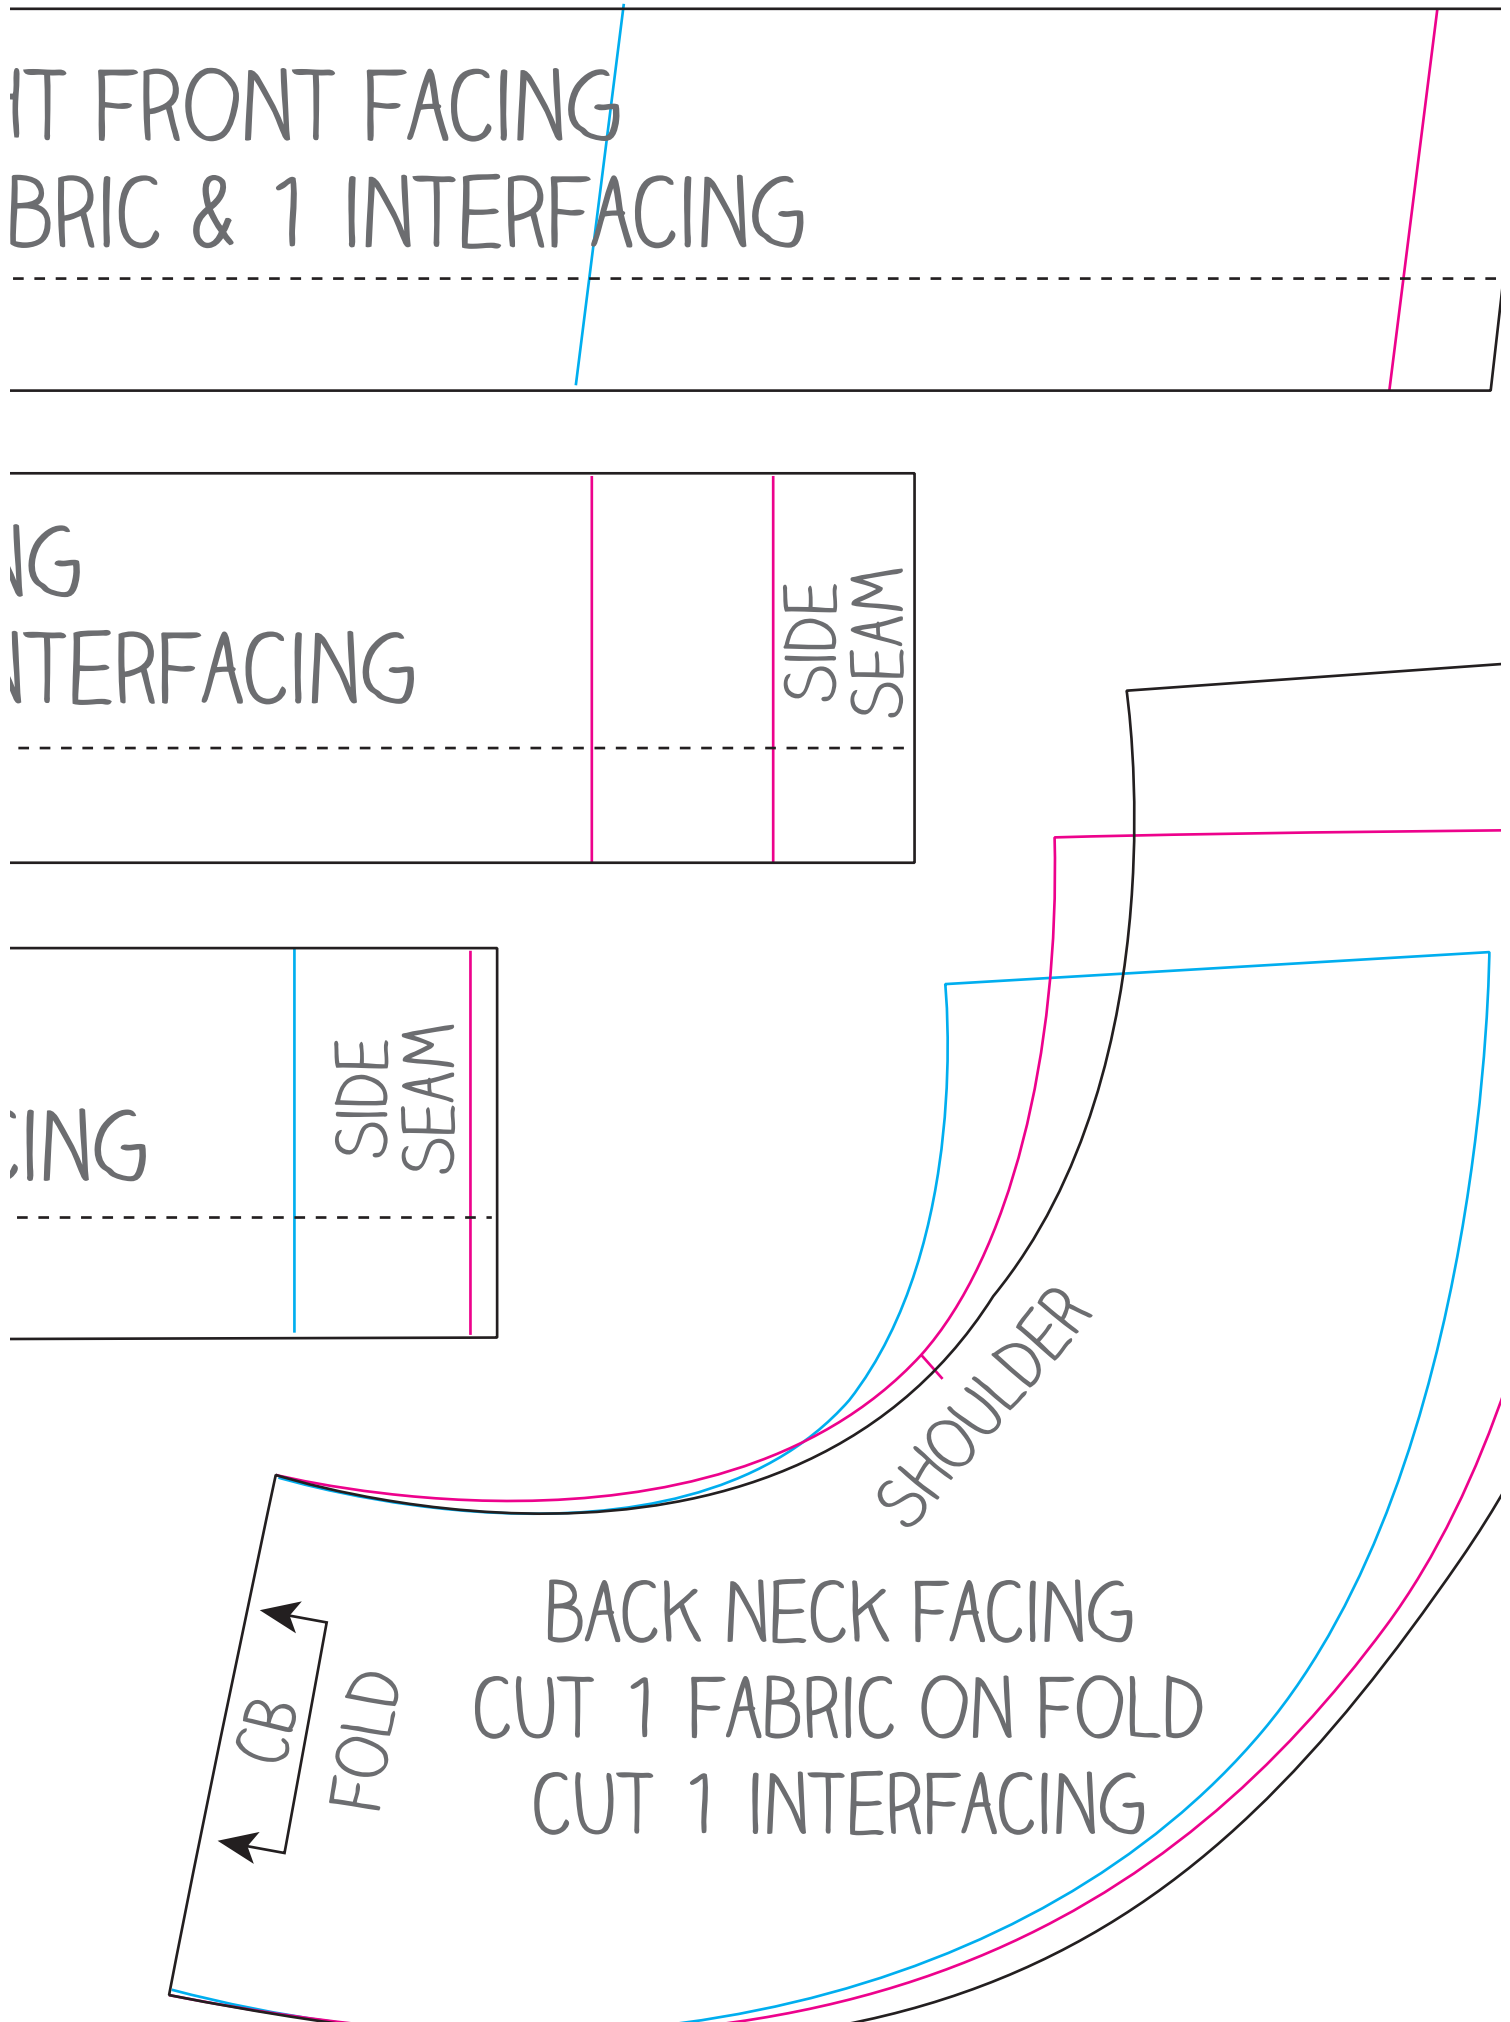 IT FRONT FACING
BRIC & 1 INTERFACING
NG
NTERFACING
SIDE
SEAM
CING
SIDE
SEAM
SHOULDER
BACK NECK FACING
CUT 1 FABRIC ON FOLD
CUT 1 INTERFACING
CB
FOLD